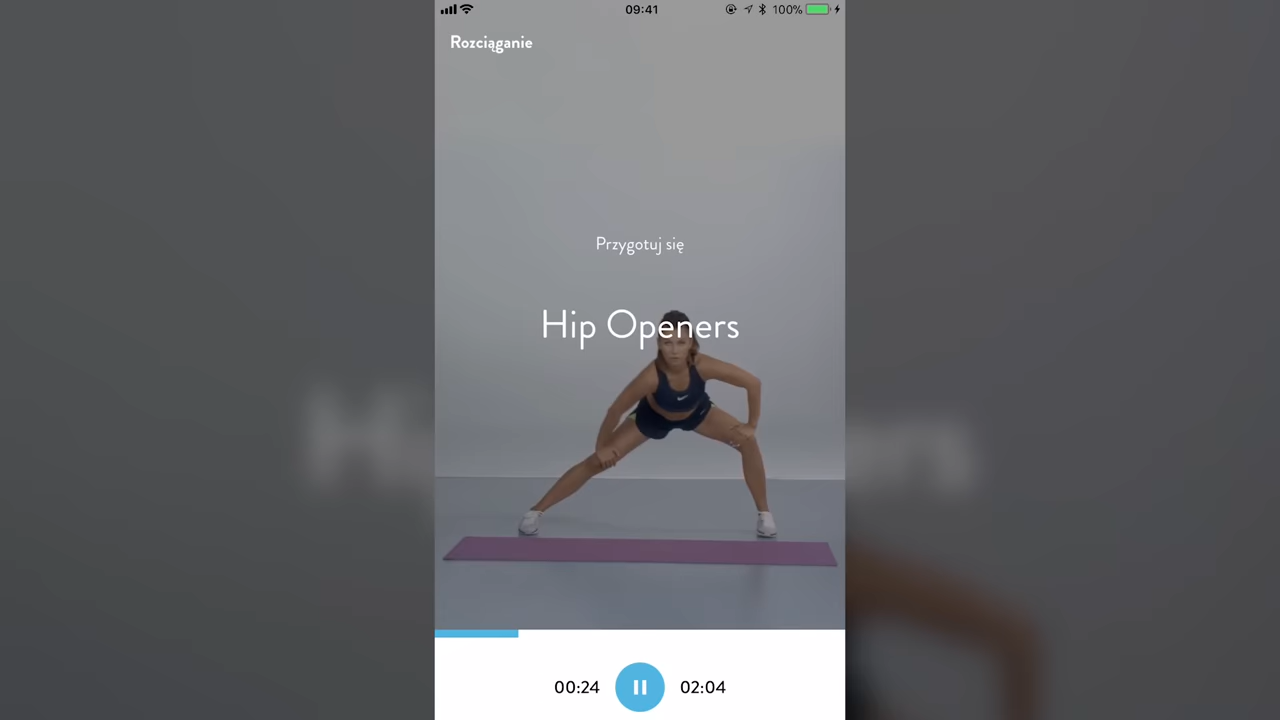 09:41
100%
Rozciąganie
Przygotuj się
Hip Openers
00:24
02:04